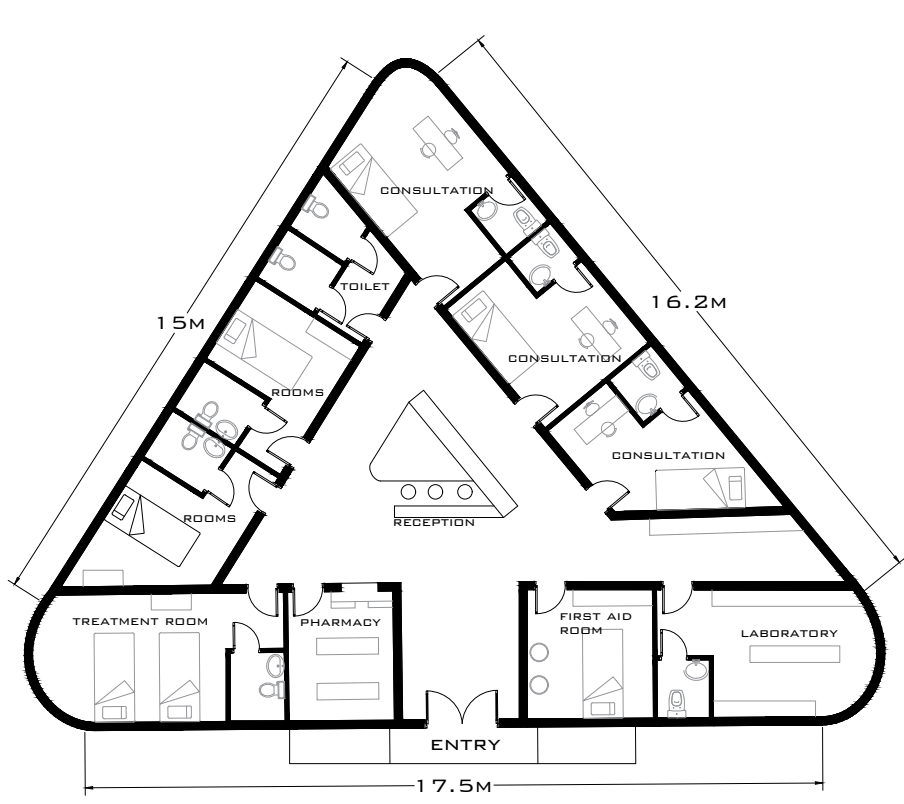 CONSULTATION
TOILET
15M
16.2M
CONSULTATION
ROOMS
CONSULTATION
ROOMS
RECEPTION
TREATMENT ROOM
PHARMACY
FIRST AID
ROOM
LABORATORY
ENTRY
17.5M